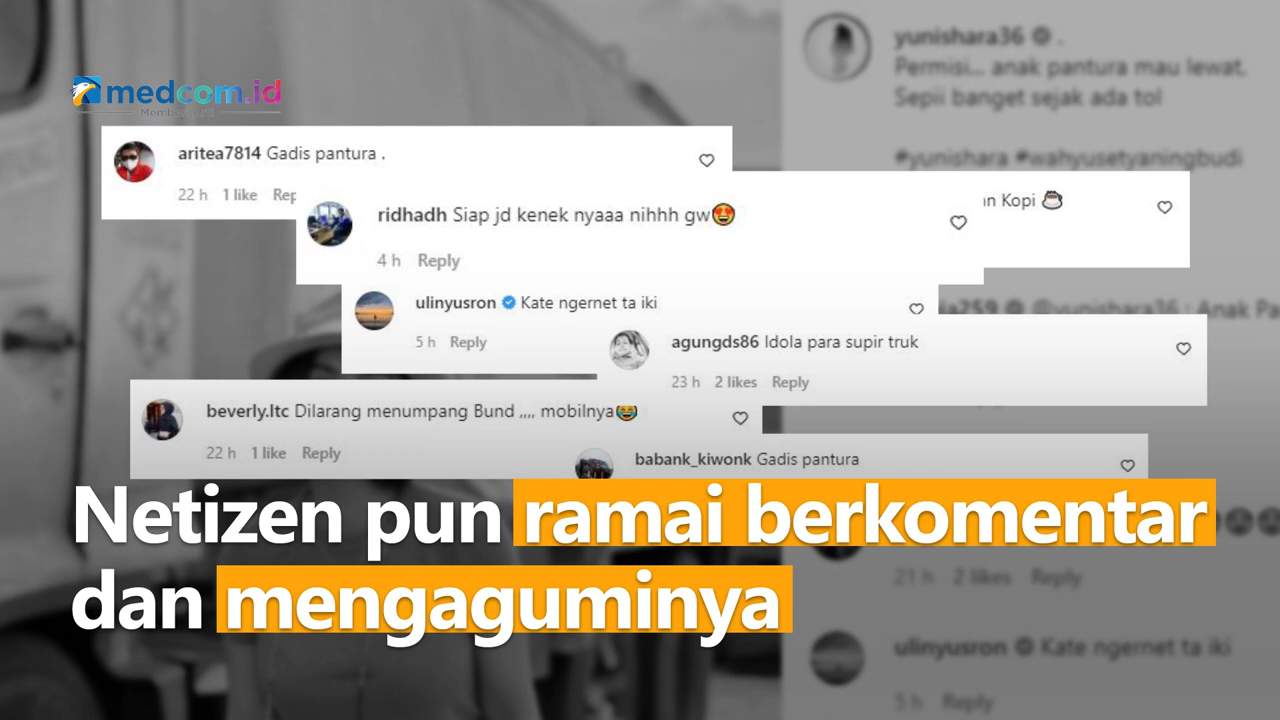 medcom.id
yunishara36 .
Permisi... anak pantura mau lewat.
Sepii banget sejak ada tol
#yunishara #wahyusetyaningbudi
aritea7814 Gadis pantura .
22 h 1 like
Kopi
ridhadh Siap jd kenek nyaaa nihhh gw😍
4 h Reply
ulinyusron Kate ngernet ta iki
5 h Reply
@yunishara36 : Anak
agungds86 Idola para supir truk
23 h 2 likes Reply
beverly.ltc Dilarang menumpang Bund ,,,, mobilnya😂
22 h 1 like Reply
babank_kiwonk Gadis pantura
Netizen pun ramai berkomentar
dan mengaguminya
21 h 2 likes Reply
ulinyusron Kate ngernet ta iki
5 h Reply